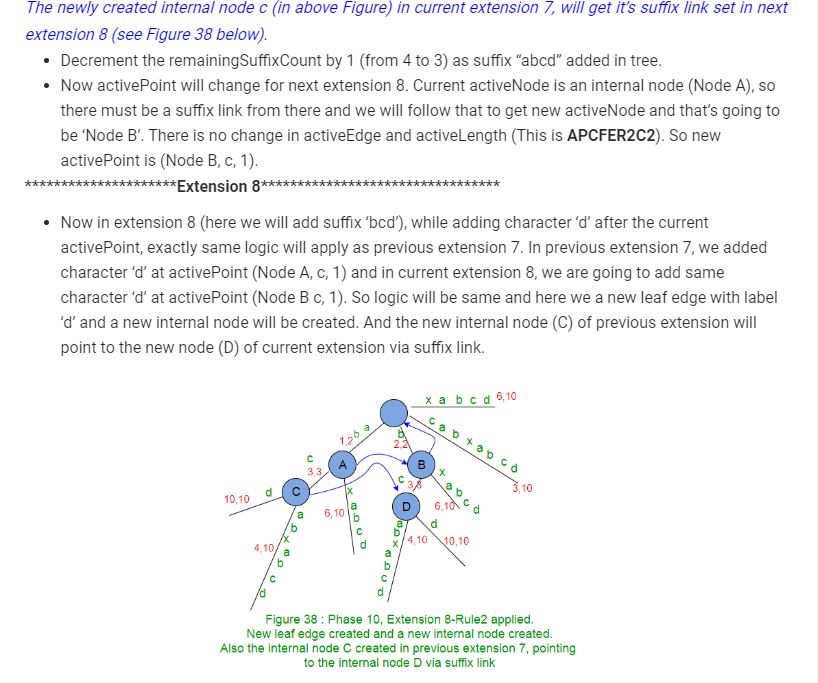 The newly created internal node c (in above Figure) in current extension 7, will get it's suffix link set in next
extension 8 (see Figure 38 below).
• Decrement the remainingSuffixCount by 1 (from 4 to 3) as suffix “abcd” added in tree.
• Now activePoint will change for next extension 8. Current activeNode is an internal node (Node A), so
there must be a suffix link from there and we will follow that to get new activeNode and that’s going to
be ‘Node B’. There is no change in activeEdge and activeLength (This is APCFER2C2). So new
activePoint is (Node B, c, 1).
*********************Extension 8*********************************
• Now in extension 8 (here we will add suffix ‘bcd’), while adding character ‘d’ after the current
activePoint, exactly same logic will apply as previous extension 7. In previous extension 7, we added
character ‘d’ at activePoint (Node A, c, 1) and in current extension 8, we are going to add same
character ‘d’ at activePoint (Node B c, 1). So logic will be same and here we a new leaf edge with label
‘d’ and a new internal node will be created. And the new internal node (C) of previous extension will
point to the new node (D) of current extension via suffix link.
x a b c d 6,10
a b 1,2
b 2,2
c a b x a b c d 3,10
c 3,3
A
B
C
d 10,10
x a b c d 6,10
c 3,3
x a b c d 6,10
D
a b x a b c d 4,10
a b x a b c d 4,10
d 10,10
Figure 38 : Phase 10, Extension 8-Rule2 applied.
New leaf edge created and a new internal node created.
Also the internal node C created in previous extension 7, pointing
to the internal node D via suffix link